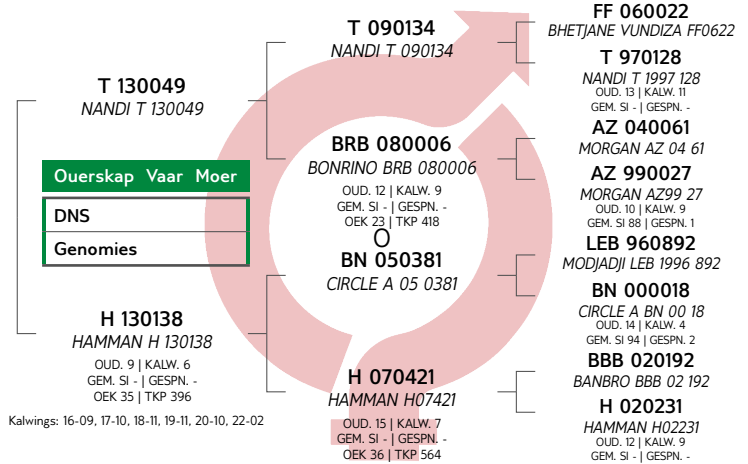 T 130049
NANDI T 130049
Ouerskap Vaar Moer
DNS
Genomies
H 130138
HAMMAN H 130138
OUD. 9 | KALW. 6
GEM. SI - | GESPN. -
OEK 35 | TKP 396
Kalwings: 16-09, 17-10, 18-11, 19-11, 20-10, 22-02
T 090134
NANDI T 090134
BRB 080006
BONRINO BRB 080006
OUD. 12 | KALW. 9
GEM. SI - | GESPN. -
OEK 23 | TKP 418
O
BN 050381
CIRCLE A 05 0381
H 070421
HAMMAN H07421
OUD. 15 | KALW. 7
GEM. SI - | GESPN. -
OEK 36 | TKP 564
FF 060022
BHETJANE VUNDIZA FF0622
T 970128
NANDI T 1997 128
OUD. 13 | KALW. 11
GEM. SI - | GESPN. -
AZ 040061
MORGAN AZ 04 61
AZ 990027
MORGAN AZ99 27
OUD. 10 | KALW. 9
GEM. SI 88 | GESPN. 1
LEB 960892
MODJADJI LEB 1996 892
BN 000018
CIRCLE A BN 00 18
OUD. 14 | KALW. 4
GEM. SI 94 | GESPN. 2
BBB 020192
BANBRO BBB 02 192
H 020231
HAMMAN H02231
OUD. 12 | KALW. 9
GEM. SI - | GESPN. -